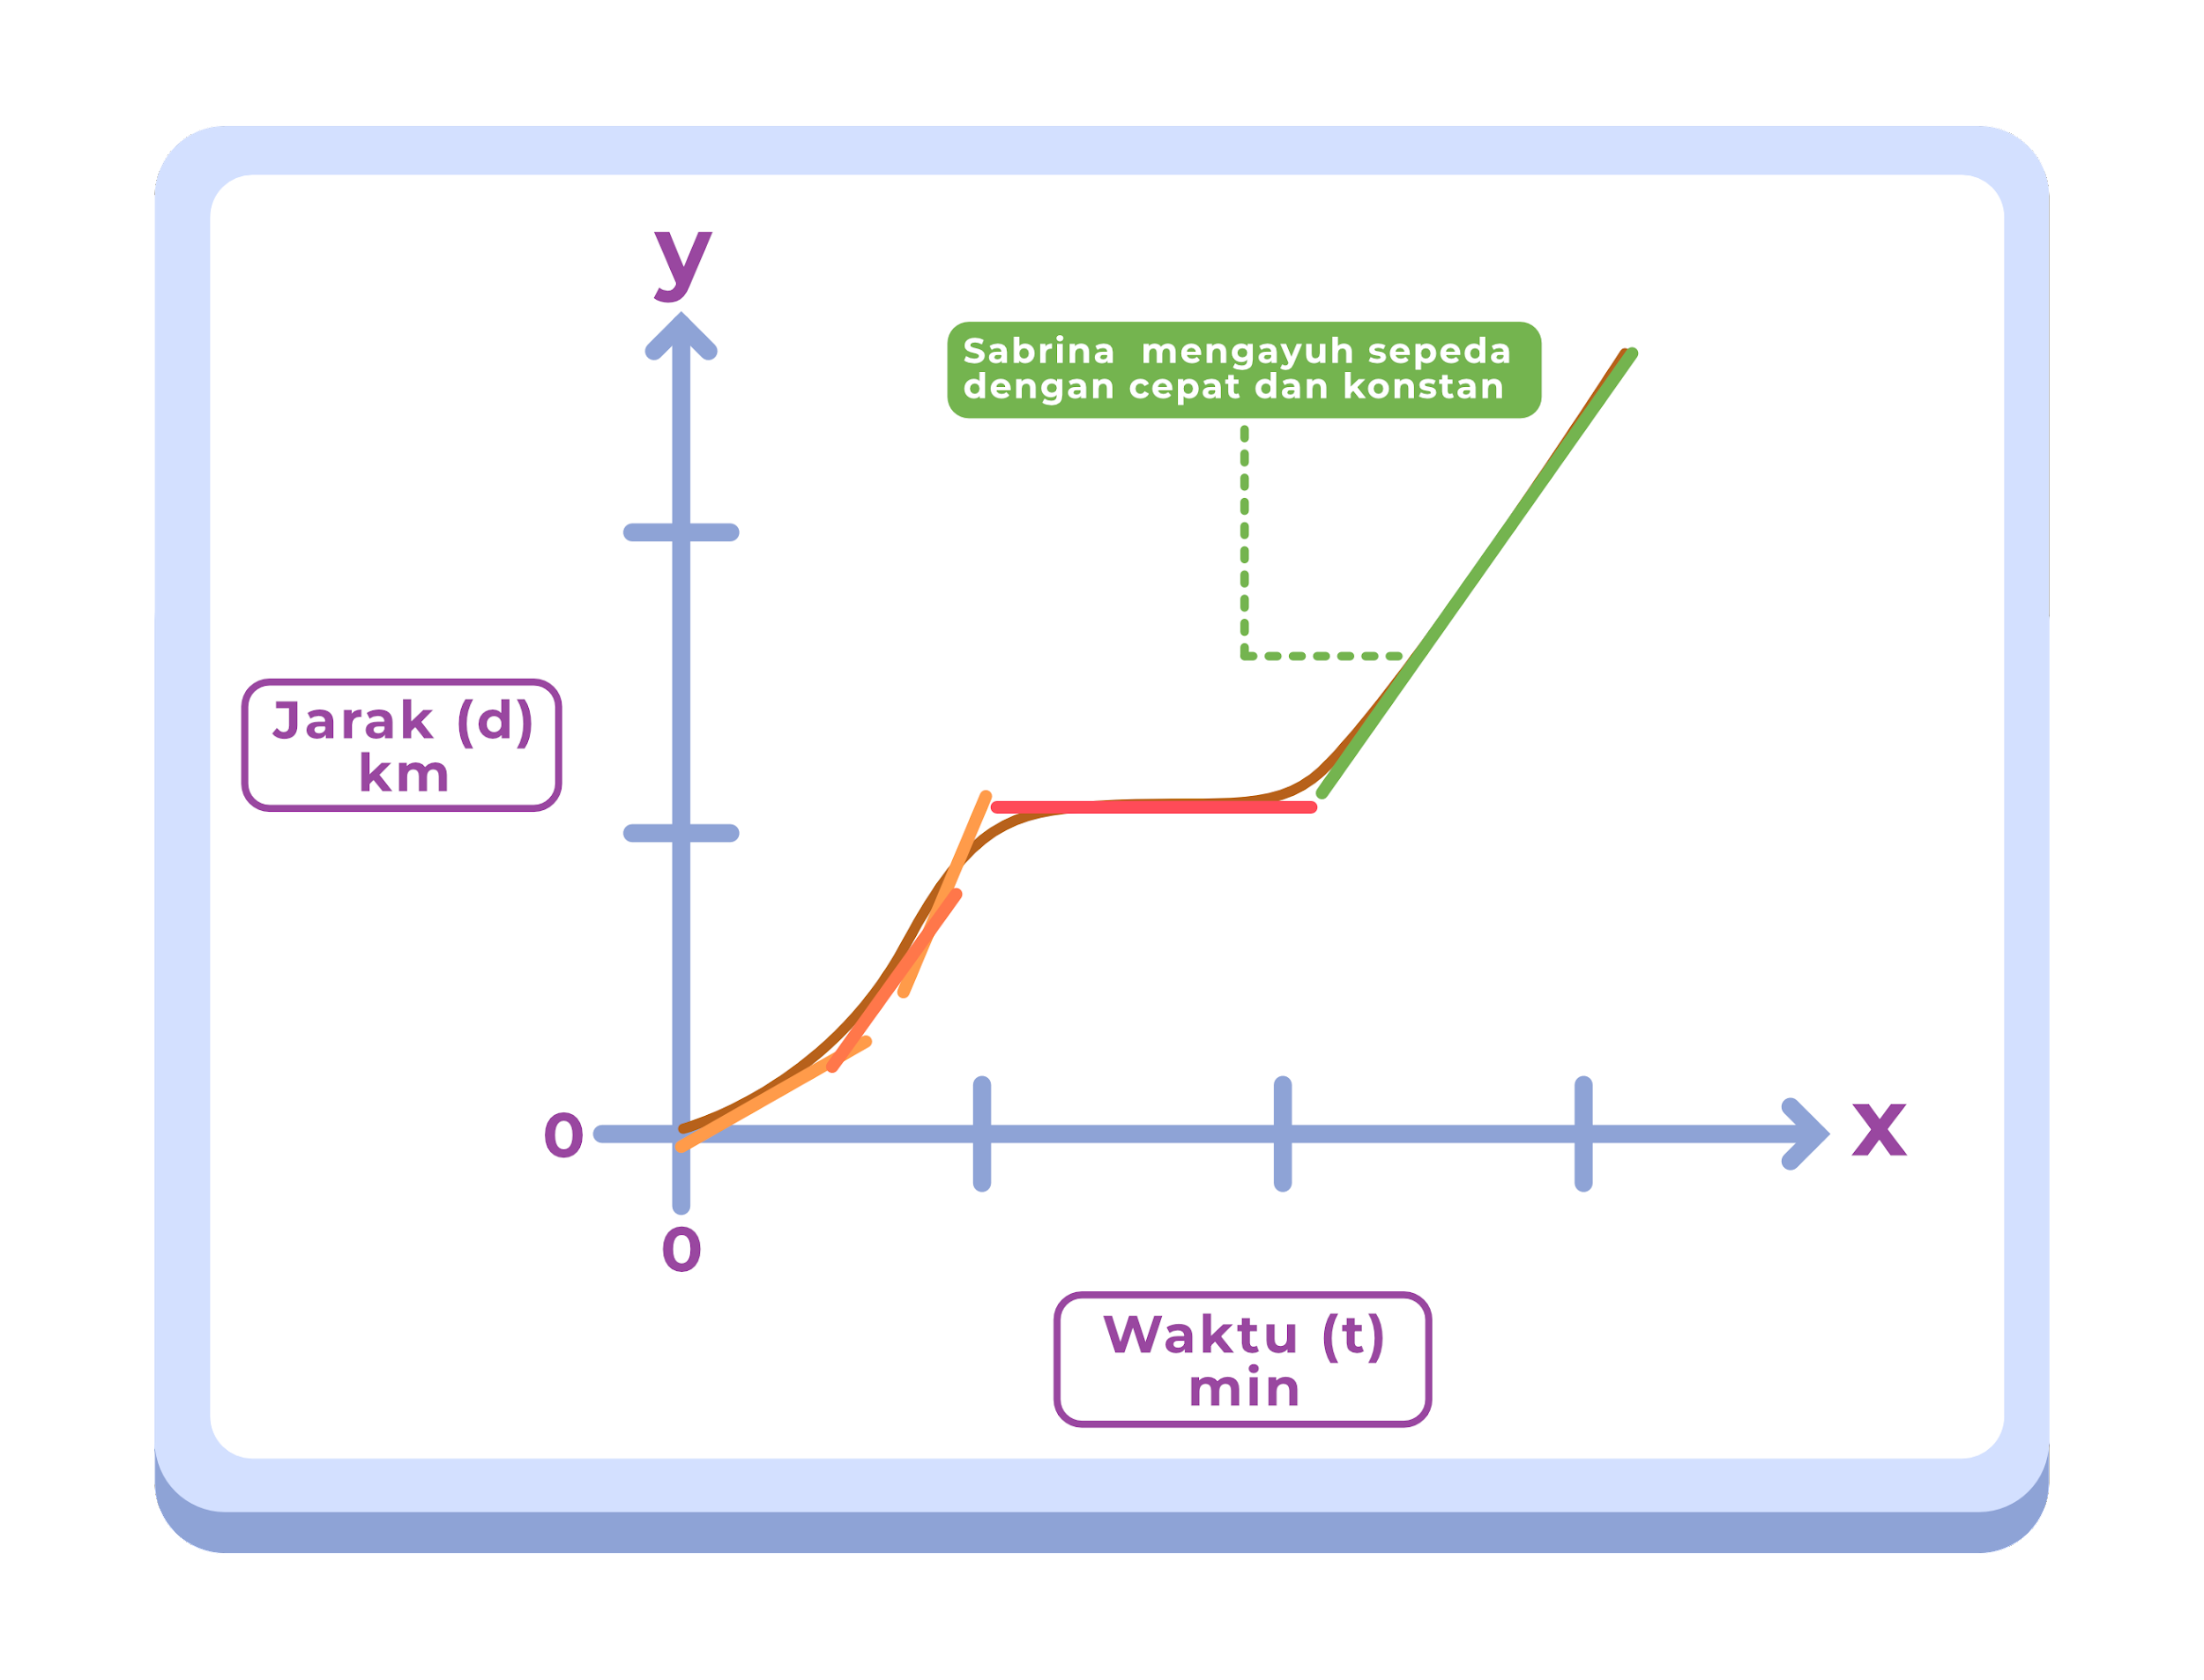 y
Sabrina mengayuh sepeda
dengan cepat dan konstan
Jarak (d)
km
0
x
0
Waktu (t)
min